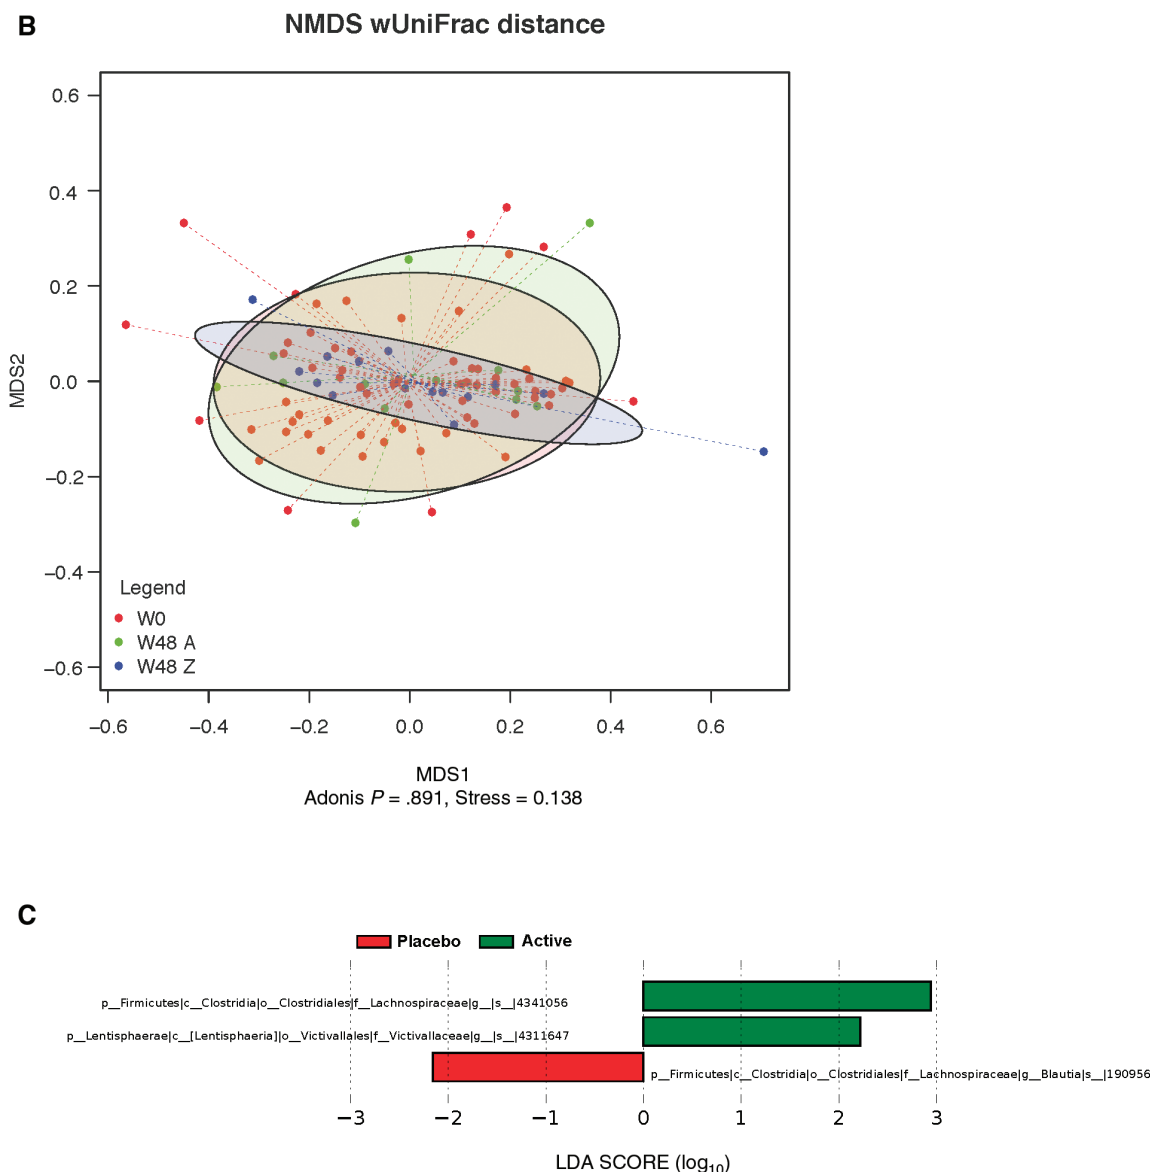 B
NMDS wUniFrac distance
0.6
0.4
0.2
0.0
−0.2
−0.4
−0.6
MDS2
Legend
W0
W48 A
W48 Z
−0.6 −0.4 −0.2 0.0 0.2 0.4 0.6
MDS1
Adonis P = .891, Stress = 0.138
C
Placebo Active
p__Firmicutes|c__Clostridia|o__Clostridiales|f__Lachnospiraceae|g__|s__|4341056
p__Lentisphaerae|c__[Lentisphaeria]|o__Victivallales|f__Victivallaceae|g__|s__|4311647
p__Firmicutes|c__Clostridia|o__Clostridiales|f__Lachnospiraceae|g__Blautia|s__|190956
−3 −2 −1 0 1 2 3
LDA SCORE (log10)